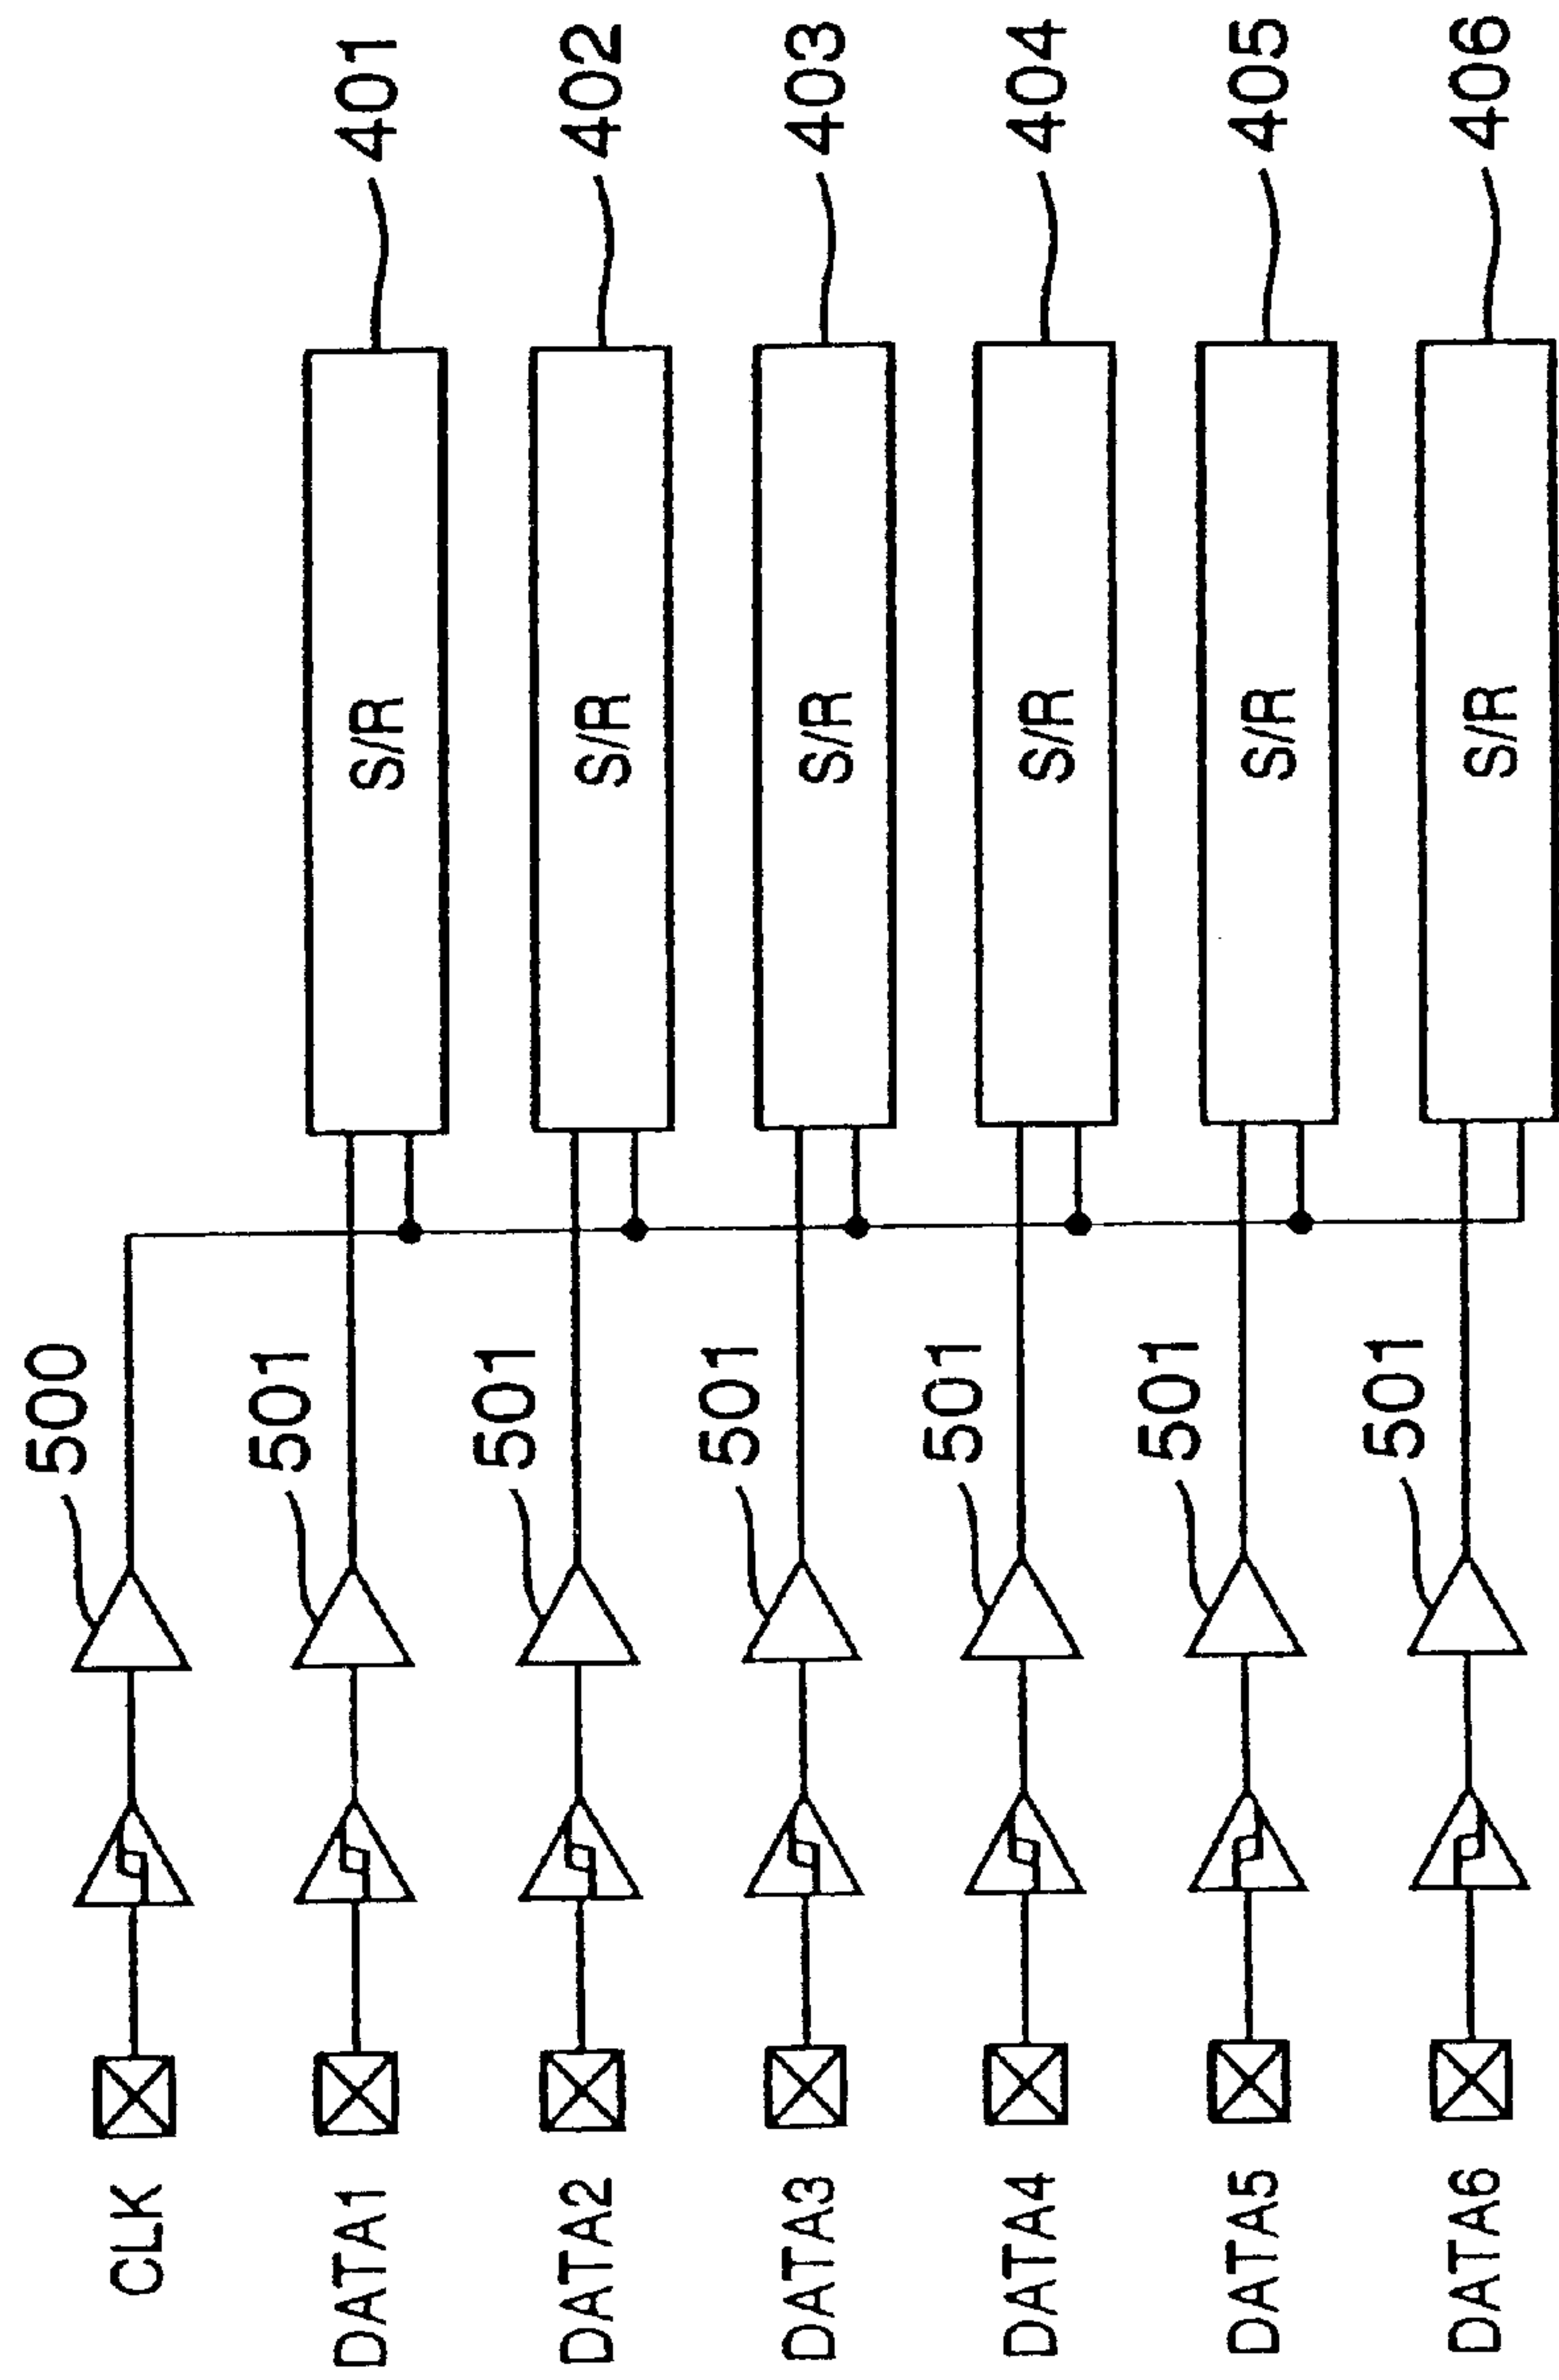 CLK
500
DATA1
501
S/R
401
DATA2
501
S/R
402
DATA3
501
S/R
403
DATA4
501
S/R
404
DATA5
501
S/R
405
DATA6
501
S/R
406